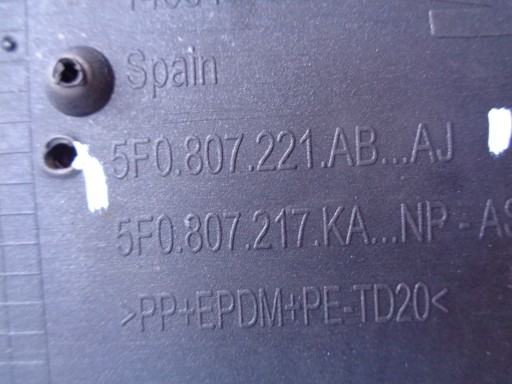 Spain
5F0.807.221.AB...AJ
5F0.807.217.KA...NP - AS
>PP+EPDM+PE-TD20<